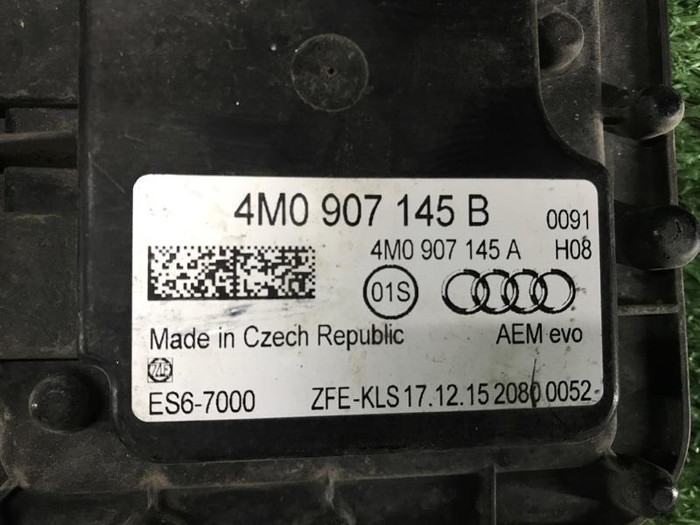 4M0 907 145 B
0091
4M0 907 145 A H08
01S
Made in Czech Republic AEM evo
ES6-7000 ZFE-KLS 17.12.15 2080 0052